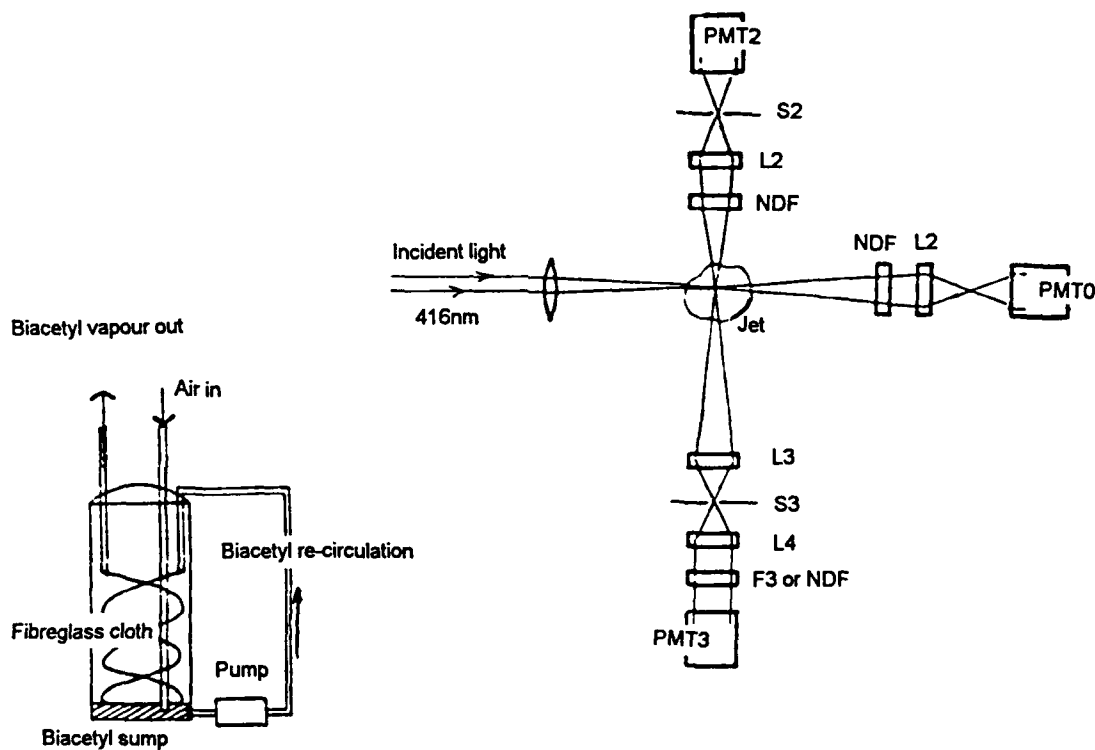 PMT2
S2
L2
NDF
Incident light
416nm
NDF
L2
PMT0
Jet
L3
S3
L4
F3 or NDF
PMT3
Biacetyl vapour out
Air in
Biacetyl re-circulation
Fibreglass cloth
Pump
Biacetyl sump